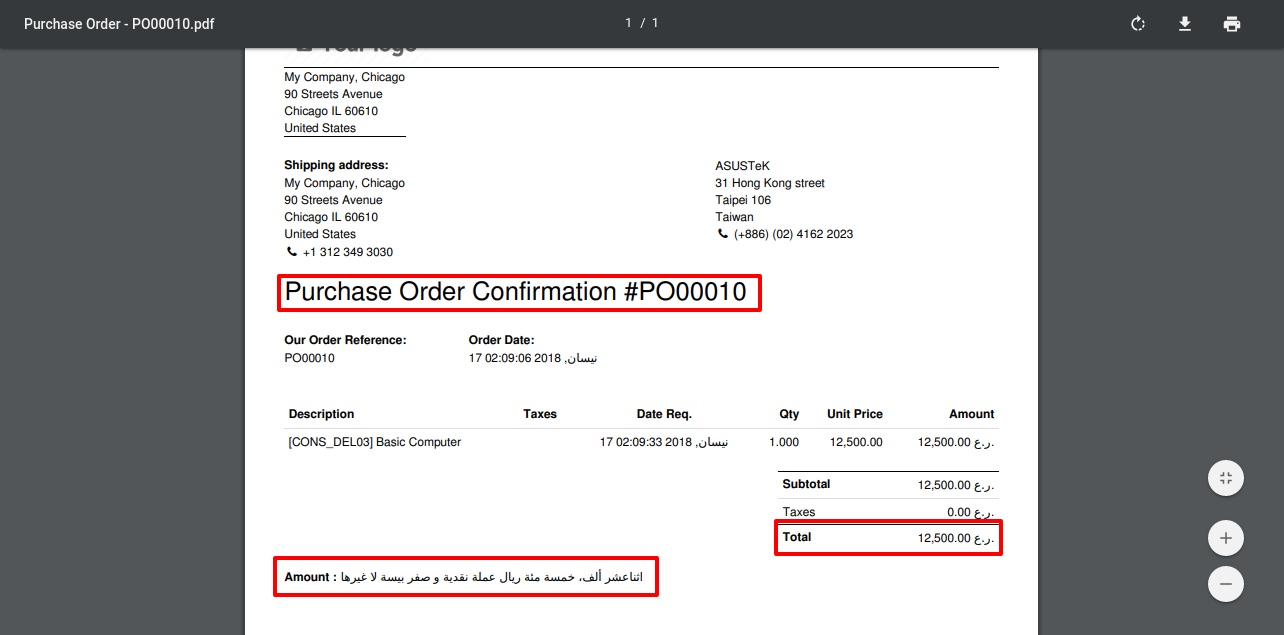 Purchase Order - PO00010.pdf
1 / 1
Your logo
My Company, Chicago
90 Streets Avenue
Chicago IL 60610
United States
Shipping address:
My Company, Chicago
90 Streets Avenue
Chicago IL 60610
United States
+1 312 349 3030
ASUSTeK
31 Hong Kong street
Taipei 106
Taiwan
(+886) (02) 4162 2023
Purchase Order Confirmation #PO00010
Our Order Reference: Order Date:
PO00010 17 نيسان, 2018 02:09:06
Description Taxes Date Req. Qty Unit Price Amount
[CONS_DEL03] Basic Computer 17 نيسان, 2018 02:09:33 1.000 12,500.00 12,500.00 ر.ع.
Subtotal 12,500.00 ر.ع.
Taxes 0.00 ر.ع.
Total 12,500.00 ر.ع.
Amount : اثناعشر ألف، خمسة مئة ريال عملة نقدية و صفر بيسة لا غيرها